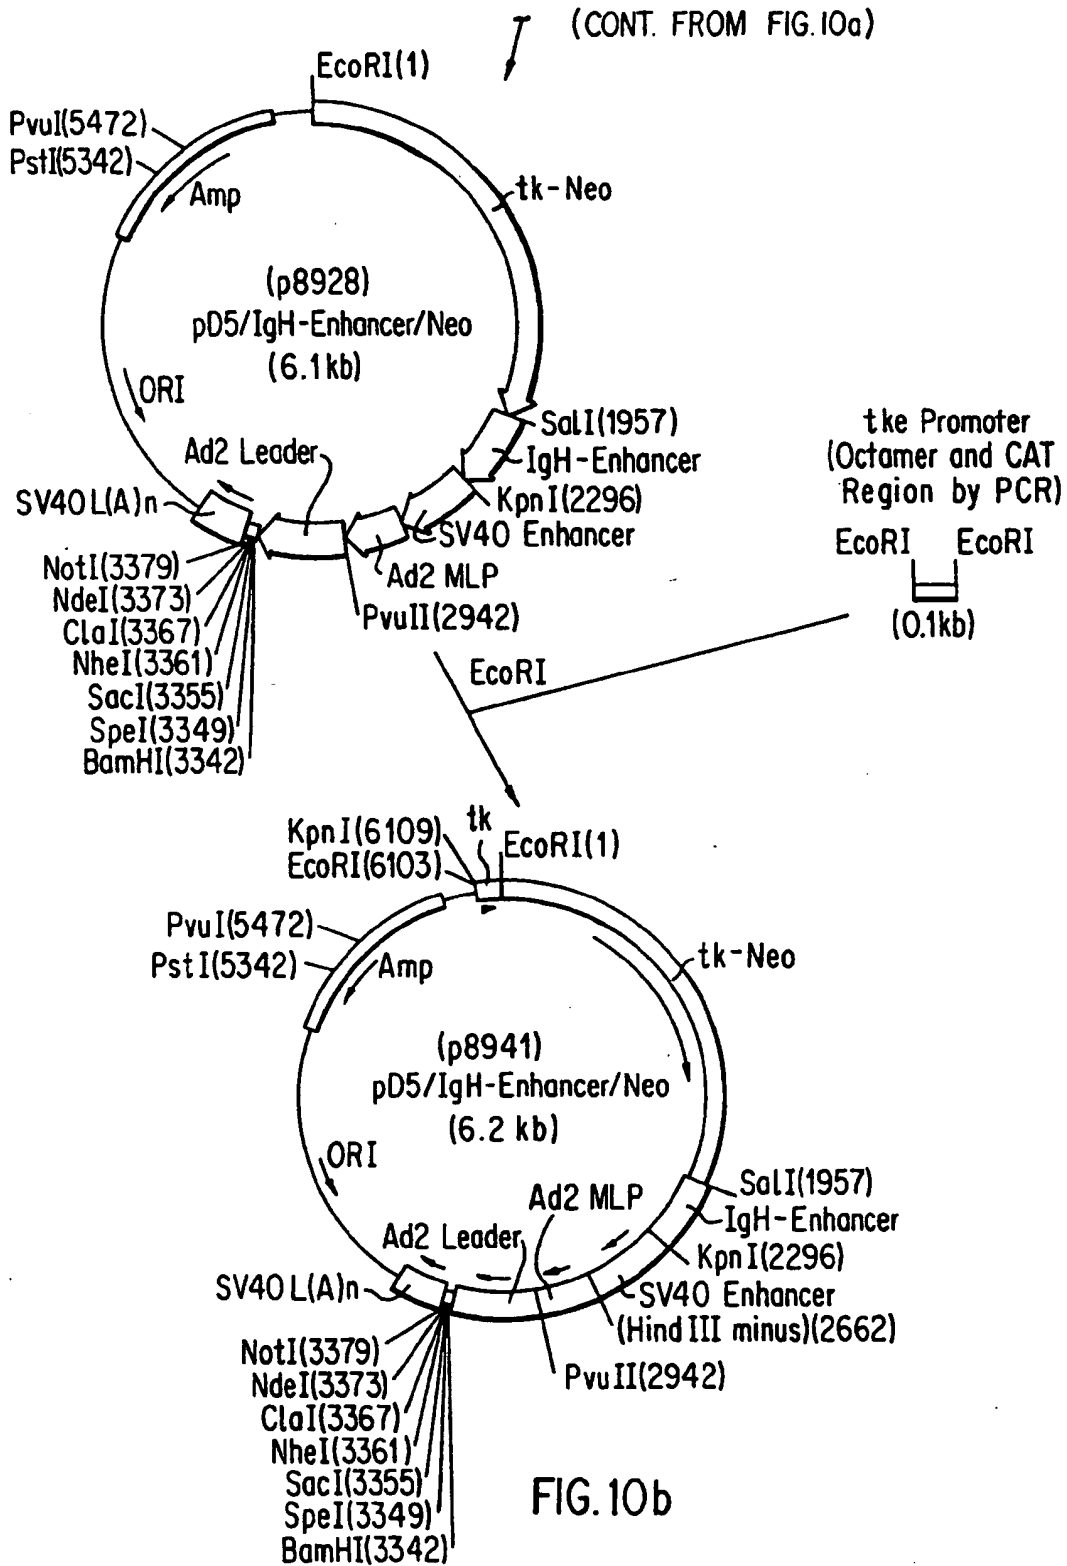 (CONT. FROM FIG.10a)
EcoRI(1)
PvuI(5472)
PstI(5342)
Amp
tk-Neo
(p8928)
pD5/IgH-Enhancer/Neo
(6.1kb)
ORI
SalI(1957)
IgH-Enhancer
KpnI(2296)
SV40 Enhancer
Ad2 MLP
PvuII(2942)
Ad2 Leader
SV40 L(A)n
NotI(3379)
NdeI(3373)
ClaI(3367)
NheI(3361)
SacI(3355)
SpeI(3349)
BamHI(3342)
tke Promoter
(Octamer and CAT
Region by PCR)
EcoRI EcoRI
(0.1kb)
EcoRI
KpnI(6109)
EcoRI(6103)
tk
EcoRI(1)
PvuI(5472)
PstI(5342)
Amp
tk-Neo
(p8941)
pD5/IgH-Enhancer/Neo
(6.2 kb)
ORI
SalI(1957)
IgH-Enhancer
KpnI(2296)
SV40 Enhancer
(Hind III minus)(2662)
Ad2 MLP
PvuII(2942)
Ad2 Leader
SV40 L(A)n
NotI(3379)
NdeI(3373)
ClaI(3367)
NheI(3361)
SacI(3355)
SpeI(3349)
BamHI(3342)
FIG.10b